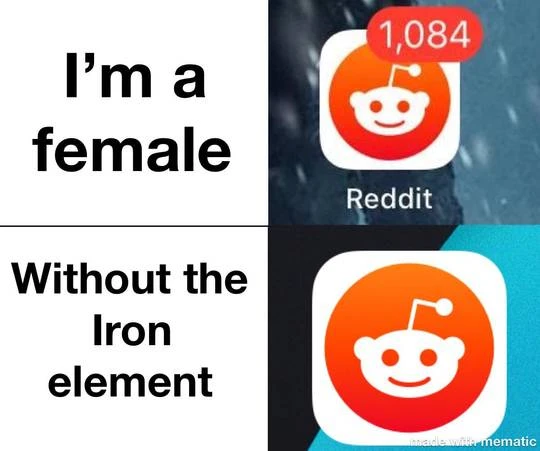 I’m a
female
1,084
Reddit
Without the
Iron
element
made with mematic